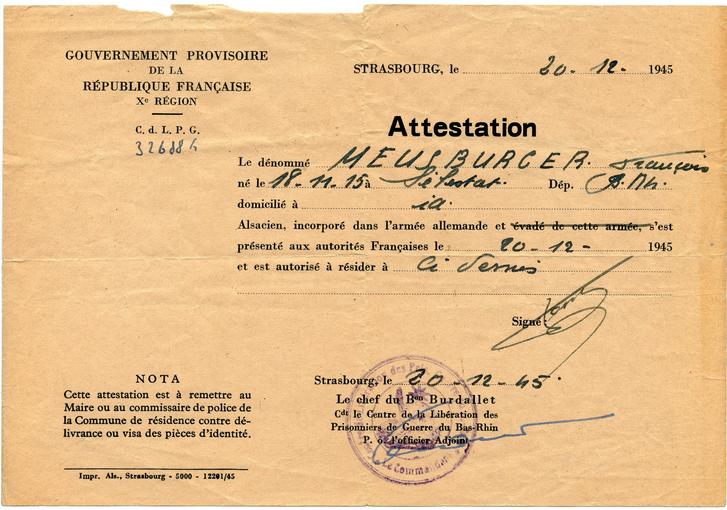 GOUVERNEMENT PROVISOIRE
DE LA
RÉPUBLIQUE FRANÇAISE
Xe RÉGION
C. d. L. P. G.
STRASBOURG, le 20-12- 1945
Attestation
Le dénommé MEUSBURGER. François
né le 18-11-15 à Sélestat. Dép. B. Rh.
domicilié à id.
Alsacien, incorporé dans l'armée allemande et évadé de cette armée, s'est
présenté aux autorités Françaises le 20-12- 1945
et est autorisé à résider à Ci dessus
Signé:
NOTA
Cette attestation est à remettre au
Maire ou au commissaire de police de
la Commune de résidence contre dé-
livrance ou visa des pièces d'identité.
Impr. Als., Strasbourg - 5000 - 12201/45
Strasbourg, le 20-12-45.
Le chef du Bon Burdallet
Cdt le Centre de la Libération des
Prisonniers de Guerre du Bas-Rhin
P. o. l'officier Adjoint